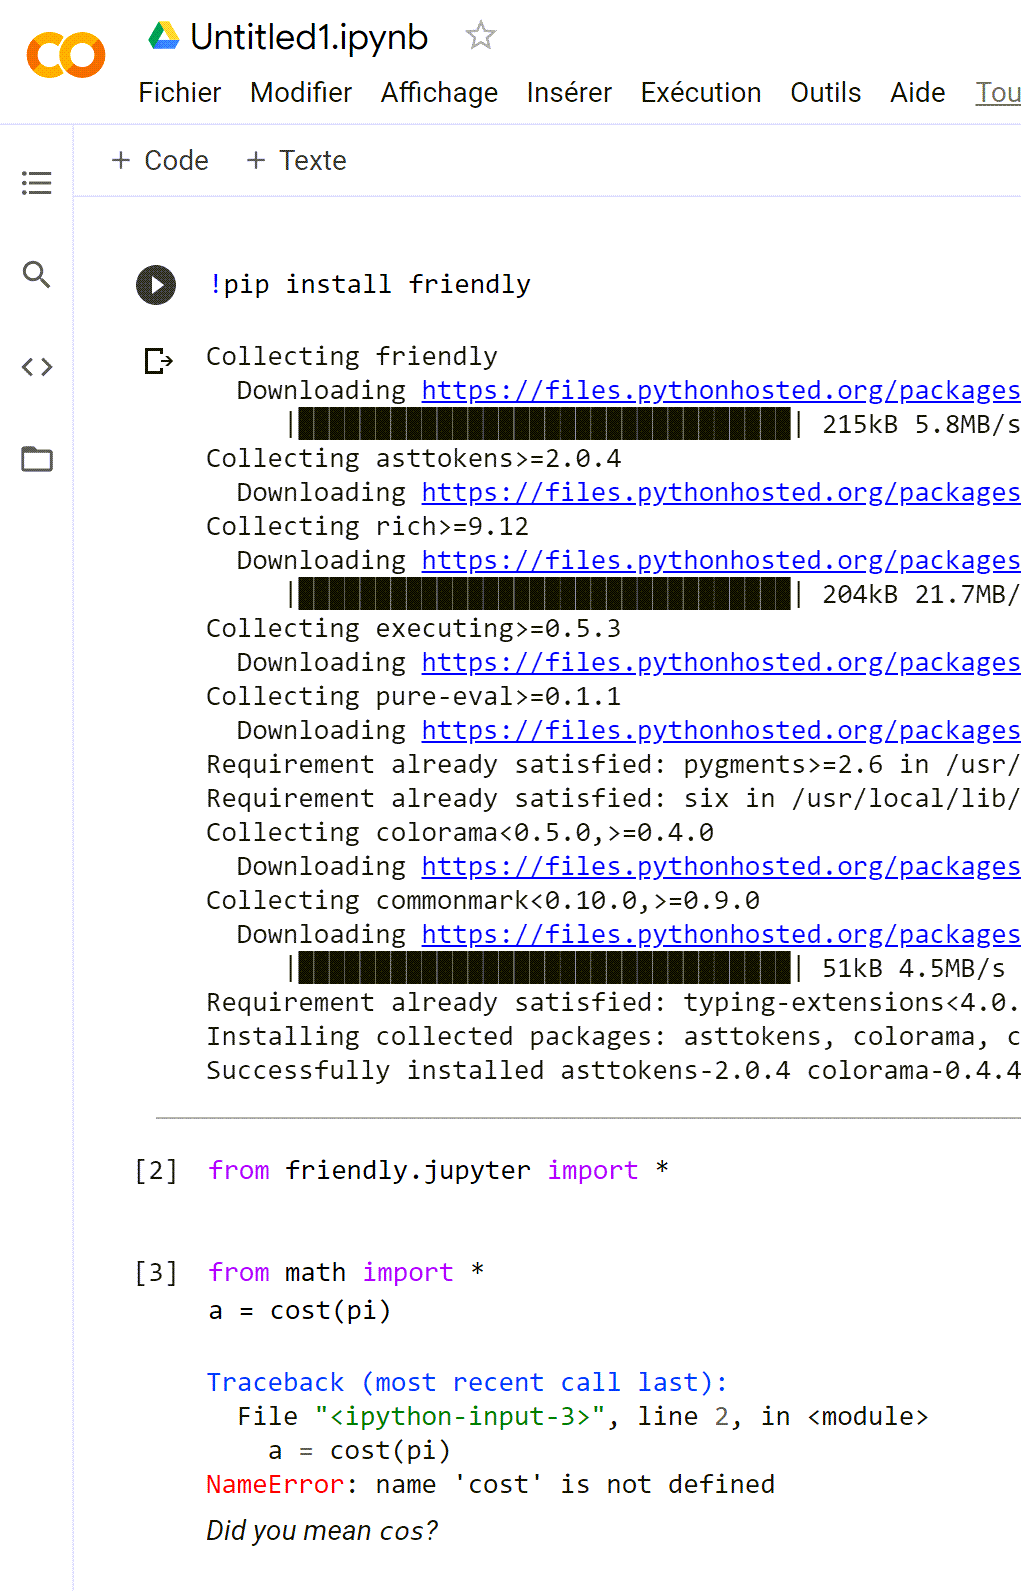 Untitled1.ipynb
Fichier Modifier Affichage Insérer Exécution Outils Aide Tou
+ Code + Texte
!pip install friendly
Collecting friendly
Downloading https://files.pythonhosted.org/packages
215kB 5.8MB/s
Collecting asttokens>=2.0.4
Downloading https://files.pythonhosted.org/packages
Collecting rich>=9.12
Downloading https://files.pythonhosted.org/packages
204kB 21.7MB/
Collecting executing>=0.5.3
Downloading https://files.pythonhosted.org/packages
Collecting pure-eval>=0.1.1
Downloading https://files.pythonhosted.org/packages
Requirement already satisfied: pygments>=2.6 in /usr/
Requirement already satisfied: six in /usr/local/lib/
Collecting colorama<0.5.0,>=0.4.0
Downloading https://files.pythonhosted.org/packages
Collecting commonmark<0.10.0,>=0.9.0
Downloading https://files.pythonhosted.org/packages
51kB 4.5MB/s
Requirement already satisfied: typing-extensions<4.0.
Installing collected packages: asttokens, colorama, c
Successfully installed asttokens-2.0.4 colorama-0.4.4
[2] from friendly.jupyter import *
[3] from math import *
a = cost(pi)
Traceback (most recent call last):
File "<ipython-input-3>", line 2, in <module>
a = cost(pi)
NameError: name 'cost' is not defined
Did you mean cos?